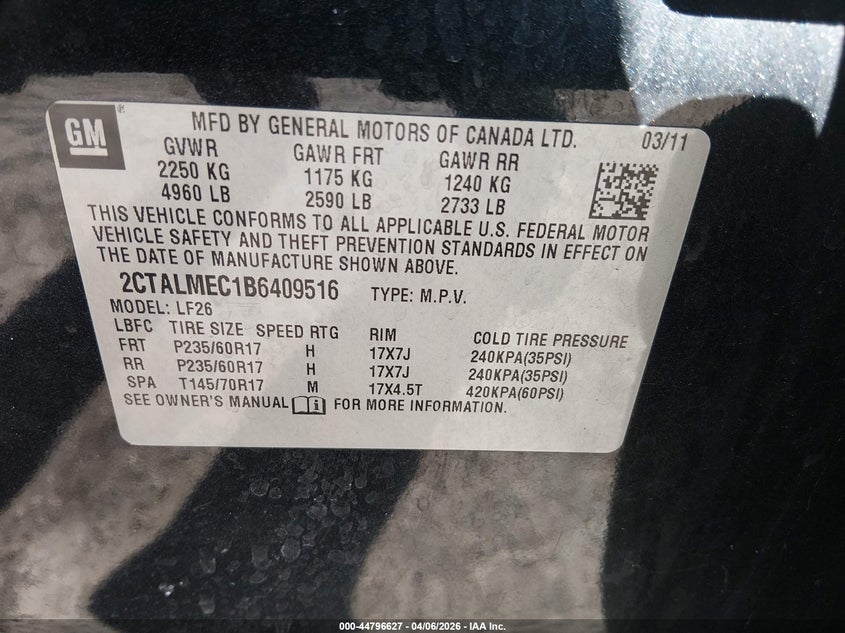 GM
MFD BY GENERAL MOTORS OF CANADA LTD. 03/11
GVWR GAWR FRT GAWR RR
2250 KG 1175 KG 1240 KG
4960 LB 2590 LB 2733 LB
THIS VEHICLE CONFORMS TO ALL APPLICABLE U.S. FEDERAL MOTOR
VEHICLE SAFETY AND THEFT PREVENTION STANDARDS IN EFFECT ON
THE DATE OF MANUFACTURE SHOWN ABOVE.
2CTALMEC1B6409516 TYPE: M.P.V.
MODEL: LF26
LBFC TIRE SIZE SPEED RTG RIM COLD TIRE PRESSURE
FRT P235/60R17 H 17X7J 240KPA(35PSI)
RR P235/60R17 H 17X7J 240KPA(35PSI)
SPA T145/70R17 M 17X4.5T 420KPA(60PSI)
SEE OWNER'S MANUAL FOR MORE INFORMATION.
000-44796627 - 04/06/2026 - IAA Inc.